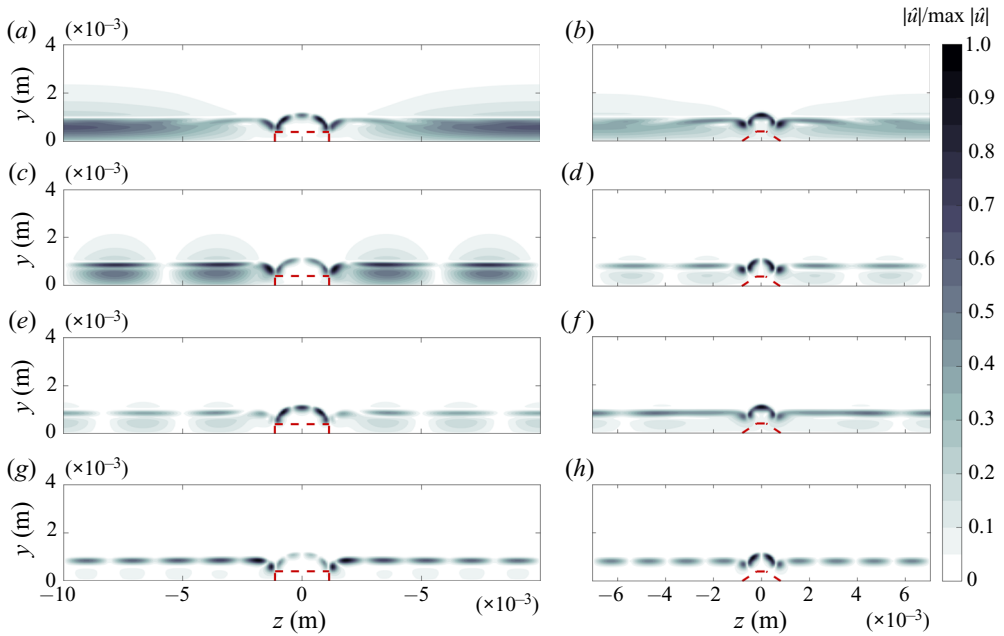 |û|/max |û|
(a) (×10−3) (b)
4 1.0
y (m) 2 0.9
0 0.8
(c) (×10−3) (d)
4 0.7
y (m) 2
0 0.6
(e) (×10−3) (f) 0.5
4
y (m) 2 0.4
0 0.3
(g) (×10−3) (h)
4 0.2
y (m) 2 0.1
0 0
−10 −5 0 −5 (×10−3) −6 −4 −2 0 2 4 6 (×10−3)
z (m) z (m)